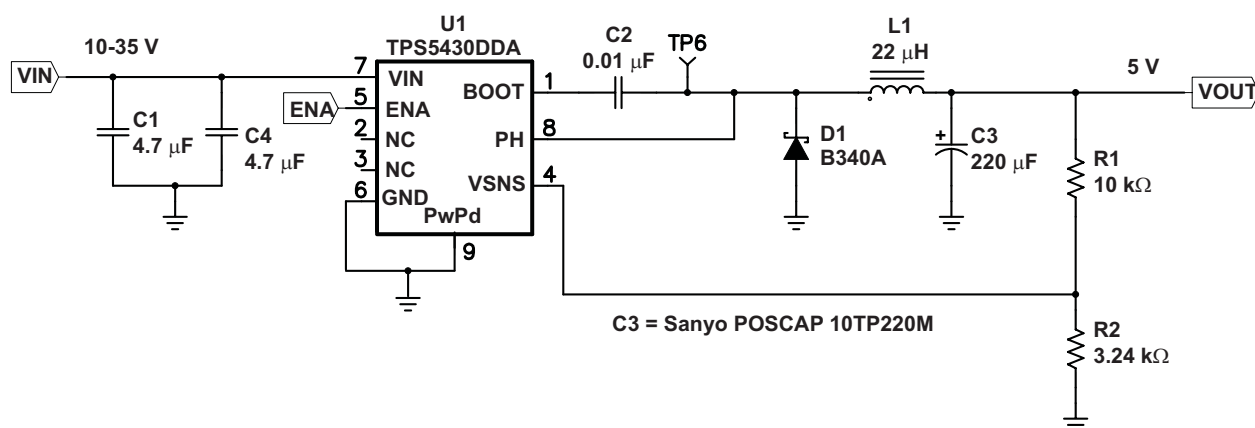 U1
TPS5430DDA
10-35 V
VIN
7
VIN
ENA
5
ENA
2
NC
3
NC
6
GND
PwPd
9
BOOT
1
PH
8
VSNS
4
C1
4.7 μF
C4
4.7 μF
C2
0.01 μF
TP6
L1
22 μH
5 V
VOUT
D1
B340A
+
C3
220 μF
R1
10 kΩ
C3 = Sanyo POSCAP 10TP220M
R2
3.24 kΩ